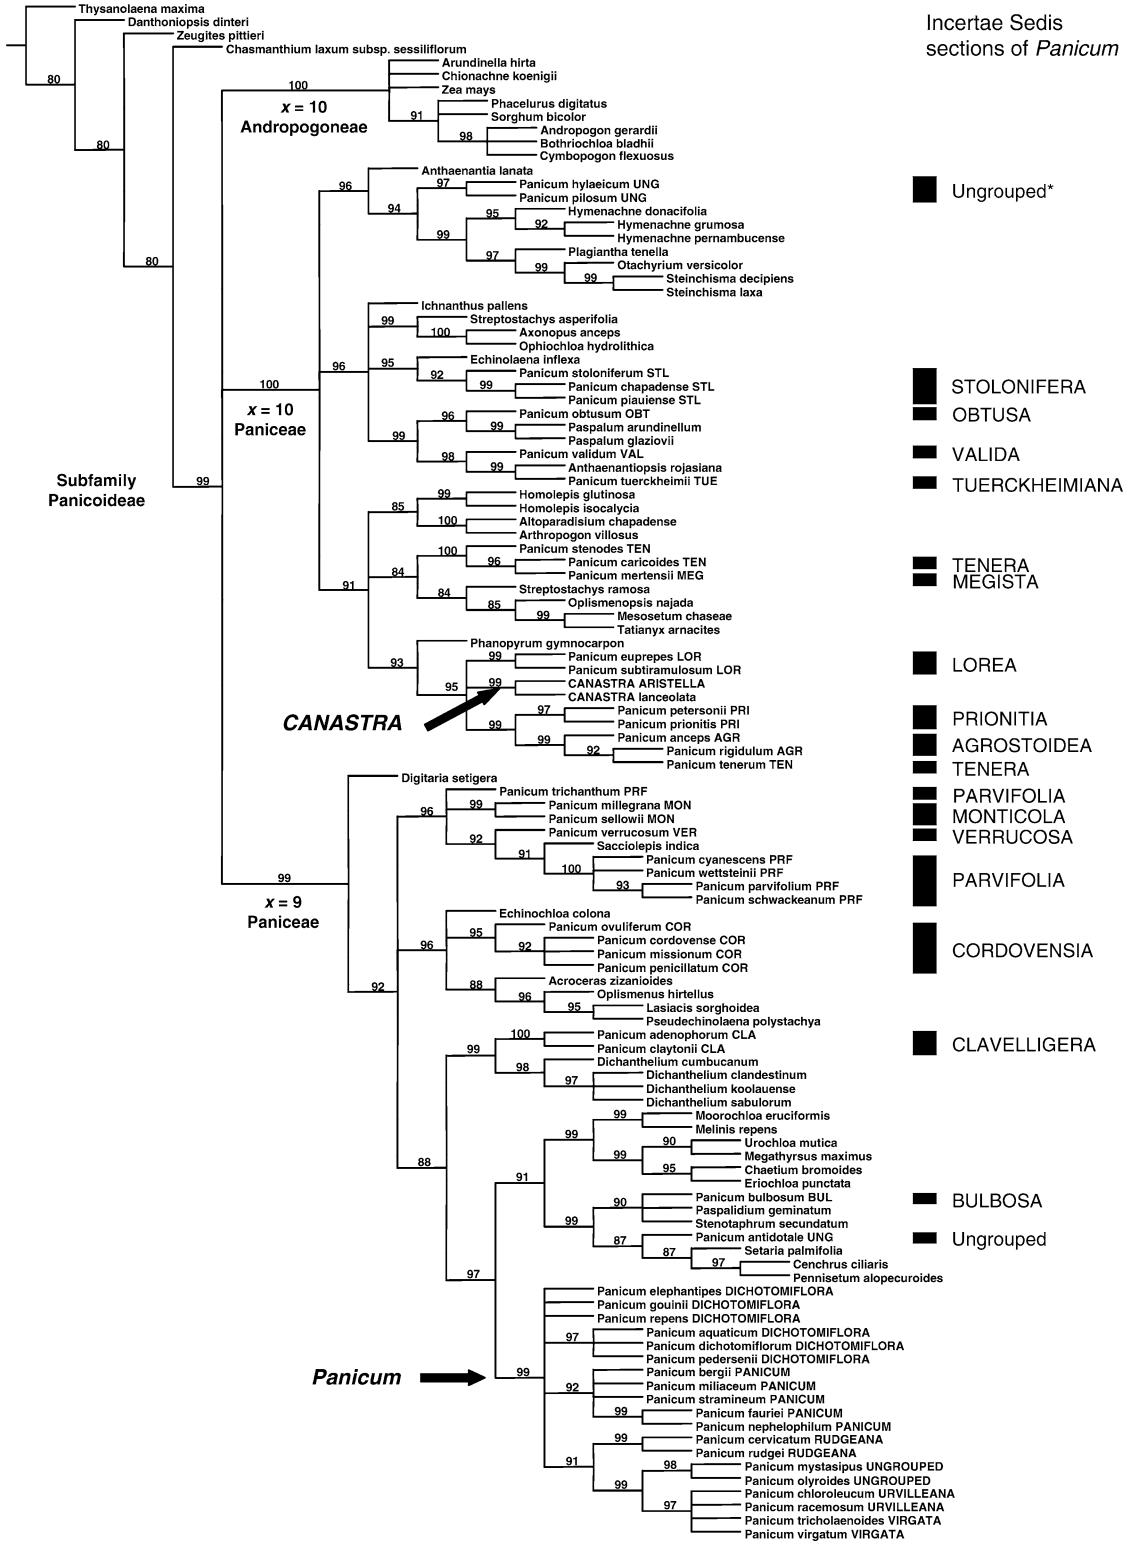 Thysanolaena maxima
Danthoniopsis dinteri
Zeugites pittieri
Chasmanthium laxum subsp. sessiliflorum
Incertae Sedis
sections of Panicum
Arundinella hirta
Chionachne koenigii
80
100
Zea mays
x = 10
Andropogoneae
Phacelurus digitatus
91
Sorghum bicolor
Andropogon gerardii
98
Bothriochloa bladhii
80
Cymbopogon flexuosus
Anthaenantia lanata
96
97
Panicum hylaeicum UNG
Ungrouped*
Panicum pilosum UNG
94
95
Hymenachne donacifolia
92
Hymenachne grumosa
99
Hymenachne pernambucense
97
Plagiantha tenella
80
99
Otachyrium versicolor
99
Steinchisma decipiens
Steinchisma laxa
Ichnanthus pallens
99
Streptostachys asperifolia
100
Axonopus anceps
Ophiochloa hydrolithica
96
95
Echinolaena inflexa
92
Panicum stoloniferum STL
100
99
Panicum chapadense STL
STOLONIFERA
Panicum piauiense STL
x = 10
Paniceae
96
Panicum obtusum OBT
OBTUSA
99
Paspalum arundinellum
99
Paspalum glaziovii
98
Panicum validum VAL
VALIDA
99
Anthaenantiopsis rojasiana
Subfamily
Panicoideae
99
Panicum tuerckheimii TUE
TUERCKHEIMIANA
99
Homolepis glutinosa
85
Homolepis isocalycia
100
Altoparadisium chapadense
Arthropogon villosus
100
Panicum stenodes TEN
96
Panicum caricoides TEN
TENERA
84
Panicum mertensii MEG
MEGISTA
91
84
Streptostachys ramosa
85
Oplismenopsis najada
99
Mesosetum chaseae
Tatianyx arnacites
Phanopyrum gymnocarpon
93
99
Panicum euprepes LOR
LOREA
Panicum subtiramulosum LOR
95
99
CANASTRA ARISTELLA
CANASTRA lanceolata
CANASTRA
97
Panicum petersonii PRI
PRIONITIA
99
Panicum prionitis PRI
99
Panicum anceps AGR
AGROSTOIDEA
92
Panicum rigidulum AGR
Panicum tenerum TEN
TENERA
Digitaria setigera
Panicum trichanthum PRF
PARVIFOLIA
96
99
Panicum millegrana MON
MONTICOLA
Panicum sellowii MON
92
Panicum verrucosum VER
VERRUCOSA
91
Sacciolepis indica
100
Panicum cyanescens PRF
Panicum wettsteinii PRF
PARVIFOLIA
99
93
Panicum parvifolium PRF
Panicum schwackeanum PRF
x = 9
Paniceae
Echinochloa colona
95
Panicum ovuliferum COR
96
92
Panicum cordovense COR
CORDOVENSIA
Panicum missionum COR
Panicum penicillatum COR
92
88
Acroceras zizanioides
96
Oplismenus hirtellus
95
Lasiacis sorghoidea
Pseudechinolaena polystachya
100
Panicum adenophorum CLA
CLAVELLIGERA
99
Panicum claytonii CLA
98
Dichanthelium cumbucanum
97
Dichanthelium clandestinum
Dichanthelium koolauense
Dichanthelium sabulorum
99
Moorochloa eruciformis
99
Melinis repens
90
Urochloa mutica
99
Megathyrsus maximus
88
95
Chaetium bromoides
91
Eriochloa punctata
90
Panicum bulbosum BUL
BULBOSA
Paspalidium geminatum
99
Stenotaphrum secundatum
87
Panicum antidotale UNG
Ungrouped
87
Setaria palmifolia
97
Cenchrus ciliaris
97
Pennisetum alopecuroides
Panicum elephantipes DICHOTOMIFLORA
Panicum gouinii DICHOTOMIFLORA
Panicum repens DICHOTOMIFLORA
97
Panicum aquaticum DICHOTOMIFLORA
Panicum dichotomiflorum DICHOTOMIFLORA
Panicum pedersenii DICHOTOMIFLORA
Panicum
99
Panicum bergii PANICUM
92
Panicum miliaceum PANICUM
Panicum stramineum PANICUM
99
Panicum fauriei PANICUM
Panicum nephelophilum PANICUM
99
Panicum cervicatum RUDGEANA
Panicum rudgei RUDGEANA
91
98
Panicum mystasipus UNGROUPED
99
Panicum olyroides UNGROUPED
Panicum chloroleucum URVILLEANA
97
Panicum racemosum URVILLEANA
Panicum tricholaenoides VIRGATA
Panicum virgatum VIRGATA